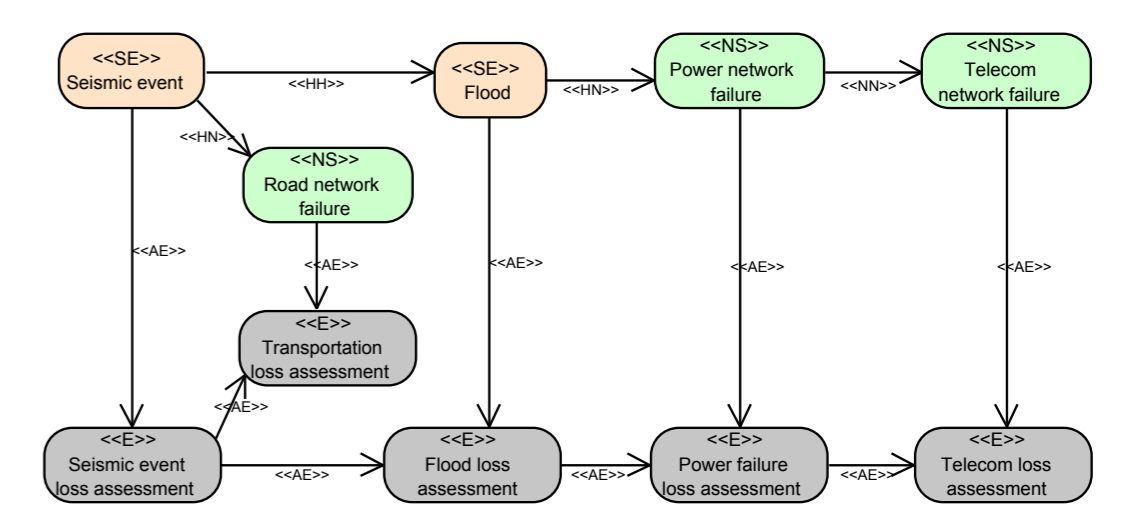 <<SE>>
Seismic event
<<HH>>
<<SE>>
Flood
<<HN>>
<<NS>>
Power network
failure
<<NN>>
<<NS>>
Telecom
network failure
<<HN>>
<<NS>>
Road network
failure
<<AE>>
<<AE>>
<<AE>>
<<AE>>
<<AE>>
<<E>>
Transportation
loss assessment
<<AE>>
<<E>>
Seismic event
loss assessment
<<AE>>
<<E>>
Flood loss
assessment
<<AE>>
<<E>>
Power failure
loss assessment
<<AE>>
<<E>>
Telecom loss
assessment